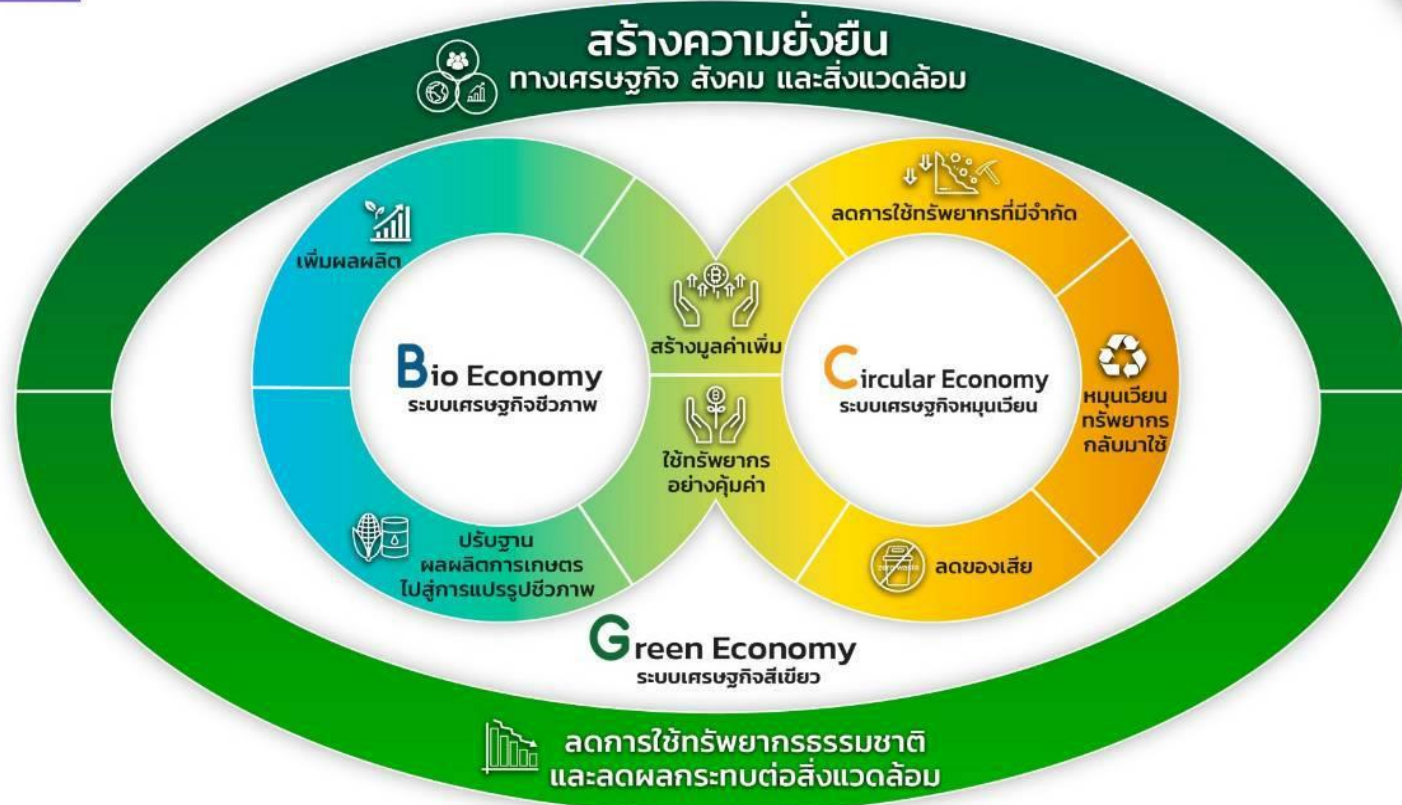 สร้างความยั่งยืน
ทางเศรษฐกิจ สังคม และสิ่งแวดล้อม
เพิ่มผลผลิต
ลดการใช้ทรัพยากรที่มีจำกัด
สร้างมูลค่าเพิ่ม
Bio Economy
ระบบเศรษฐกิจชีวภาพ
Circular Economy
ระบบเศรษฐกิจหมุนเวียน
หมุนเวียน
ทรัพยากร
กลับมาใช้
ใช้ทรัพยากร
อย่างคุ้มค่า
ปรับฐาน
ผลผลิตการเกษตร
ไปสู่การแปรรูปชีวภาพ
zero waste
ลดของเสีย
Green Economy
ระบบเศรษฐกิจสีเขียว
ลดการใช้ทรัพยากรธรรมชาติ
และลดผลกระทบต่อสิ่งแวดล้อม